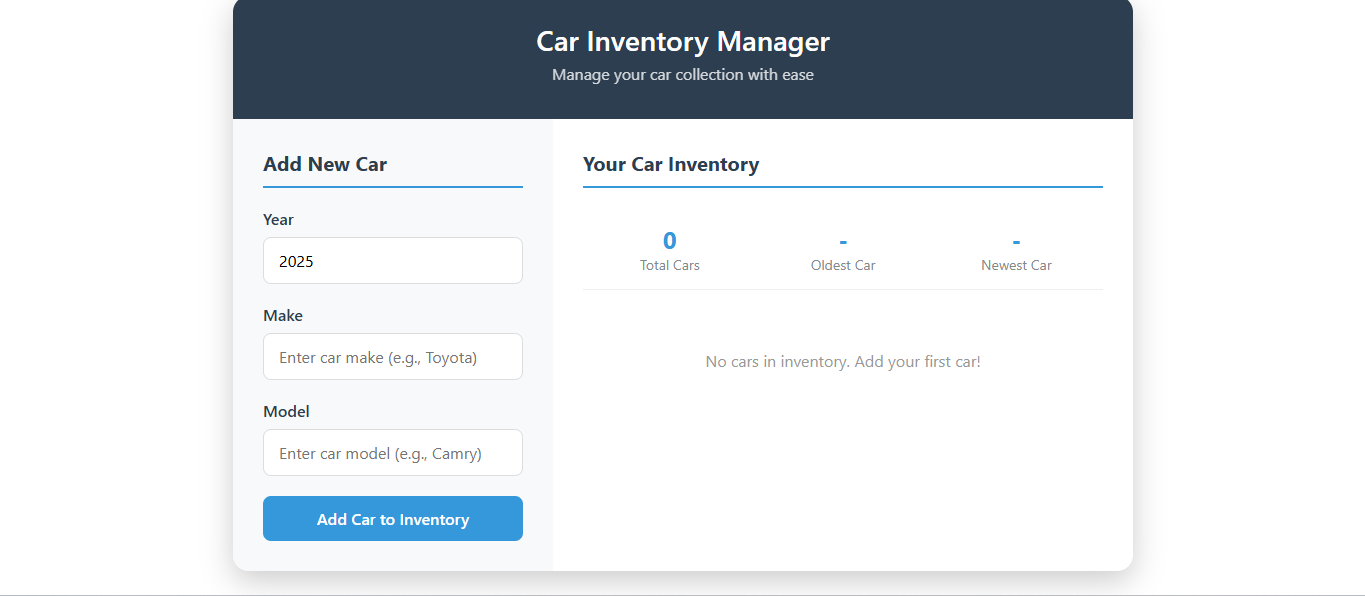 Car Inventory Manager
Manage your car collection with ease
Add New Car
Year
2025
Make
Enter car make (e.g., Toyota)
Model
Enter car model (e.g., Camry)
Add Car to Inventory
Your Car Inventory
0 - -
Total Cars Oldest Car Newest Car
No cars in inventory. Add your first car!